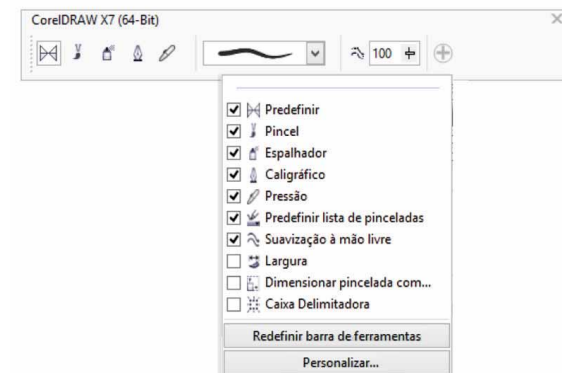 CorelDRAW X7 (64-Bit)
100
Predefinir
Pincel
Espalhador
Caligráfico
Pressão
Predefinir lista de pinceladas
Suavização à mão livre
Largura
Dimensionar pincelada com...
Caixa Delimitadora
Redefinir barra de ferramentas
Personalizar...